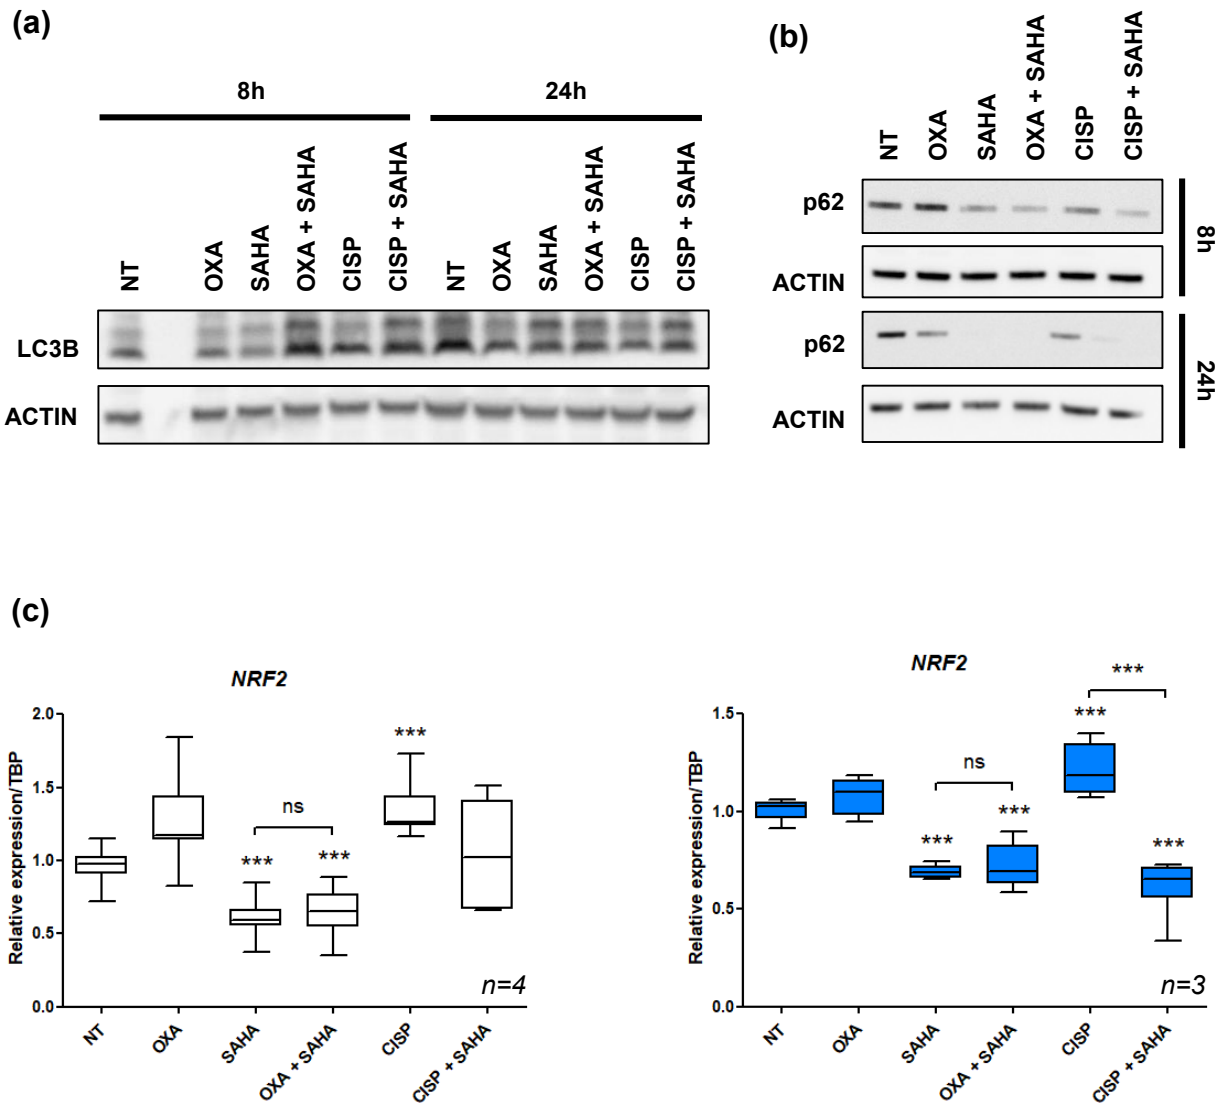 (a)
8h
24h
NT
OXA
SAHA
OXA + SAHA
CISP
CISP + SAHA
NT
OXA
SAHA
OXA + SAHA
CISP
CISP + SAHA
LC3B
ACTIN
(b)
NT
OXA
SAHA
OXA + SAHA
CISP
CISP + SAHA
p62
ACTIN
8h
p62
ACTIN
24h
(c)
NRF2
Relative expression/TBP
2.0
1.5
1.0
0.5
0.0
***
ns
***
***
n=4
NT
OXA
SAHA
OXA + SAHA
CISP
CISP + SAHA
NRF2
Relative expression/TBP
1.5
1.0
0.5
0.0
***
ns
***
***
***
***
n=3
NT
OXA
SAHA
OXA + SAHA
CISP
CISP + SAHA